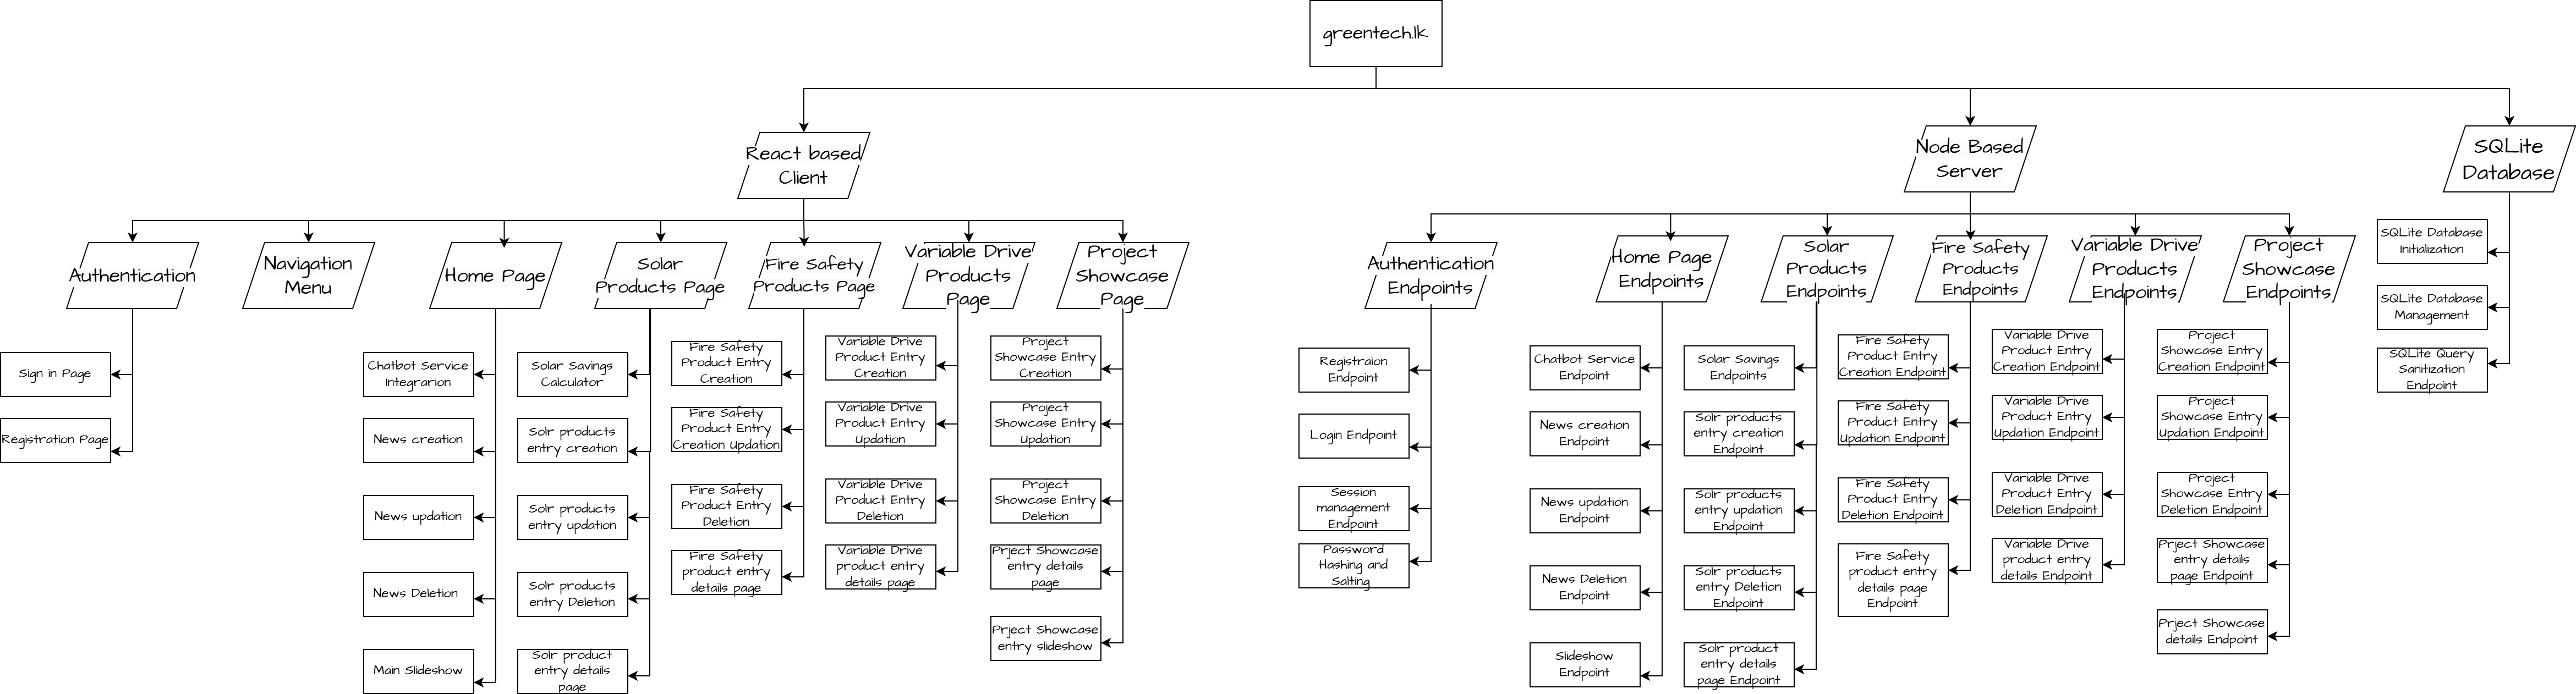 greentech.lk
React based
Client
Node Based
Server
SQLite
Database
Authentication
Navigation
Menu
Home Page
Solar
Products Page
Fire Safety
Products Page
Variable Drive
Products
Page
Project
Showcase
Page
Authentication
Endpoints
Home Page
Endpoints
Solar
Products
Endpoints
Fire Safety
Products
Endpoints
Variable Drive
Products
Endpoints
Project
Showcase
Endpoints
Sign in Page
Registration Page
Chatbot Service
Integrarion
News creation
News updation
News Deletion
Main Slideshow
Solar Savings
Calculator
Solr products
entry creation
Solr products
entry updation
Solr products
entry Deletion
Solr product
entry details
page
Fire Safety
Product Entry
Creation
Fire Safety
Product Entry
Creation Updation
Fire Safety
Product Entry
Deletion
Fire Safety
product entry
details page
Variable Drive
Product Entry
Creation
Variable Drive
Product Entry
Updation
Variable Drive
Product Entry
Deletion
Variable Drive
product entry
details page
Project
Showcase Entry
Creation
Project
Showcase Entry
Updation
Project
Showcase Entry
Deletion
Prject Showcase
entry details
page
Prject Showcase
entry slideshow
Registraion
Endpoint
Login Endpoint
Session
management
Endpoint
Password
Hashing and
Salting
Chatbot Service
Endpoint
News creation
Endpoint
News updation
Endpoint
News Deletion
Endpoint
Slideshow
Endpoint
Solar Savings
Endpoints
Solr products
entry creation
Endpoint
Solr products
entry updation
Endpoint
Solr products
entry Deletion
Endpoint
Solr product
entry details
page Endpoint
Fire Safety
Product Entry
Creation Endpoint
Fire Safety
Product Entry
Updation Endpoint
Fire Safety
Product Entry
Deletion Endpoint
Fire Safety
product entry
details page
Endpoint
Variable Drive
Product Entry
Creation Endpoint
Variable Drive
Product Entry
Updation Endpoint
Variable Drive
Product Entry
Deletion Endpoint
Variable Drive
product entry
details Endpoint
Project
Showcase Entry
Creation Endpoint
Project
Showcase Entry
Updation Endpoint
Project
Showcase Entry
Deletion Endpoint
Prject Showcase
entry details
page Endpoint
Prject Showcase
details Endpoint
SQLite Database
Initialization
SQLite Database
Management
SQLite Query
Sanitization
Endpoint